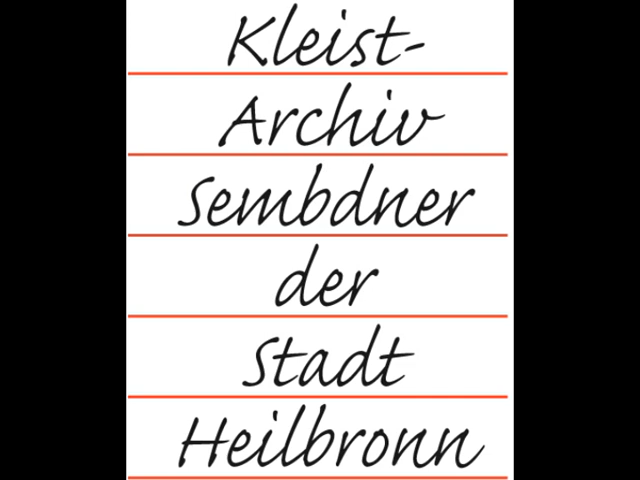 Kleist-
Archiv
Sembdner
der
Stadt
Heilbronn